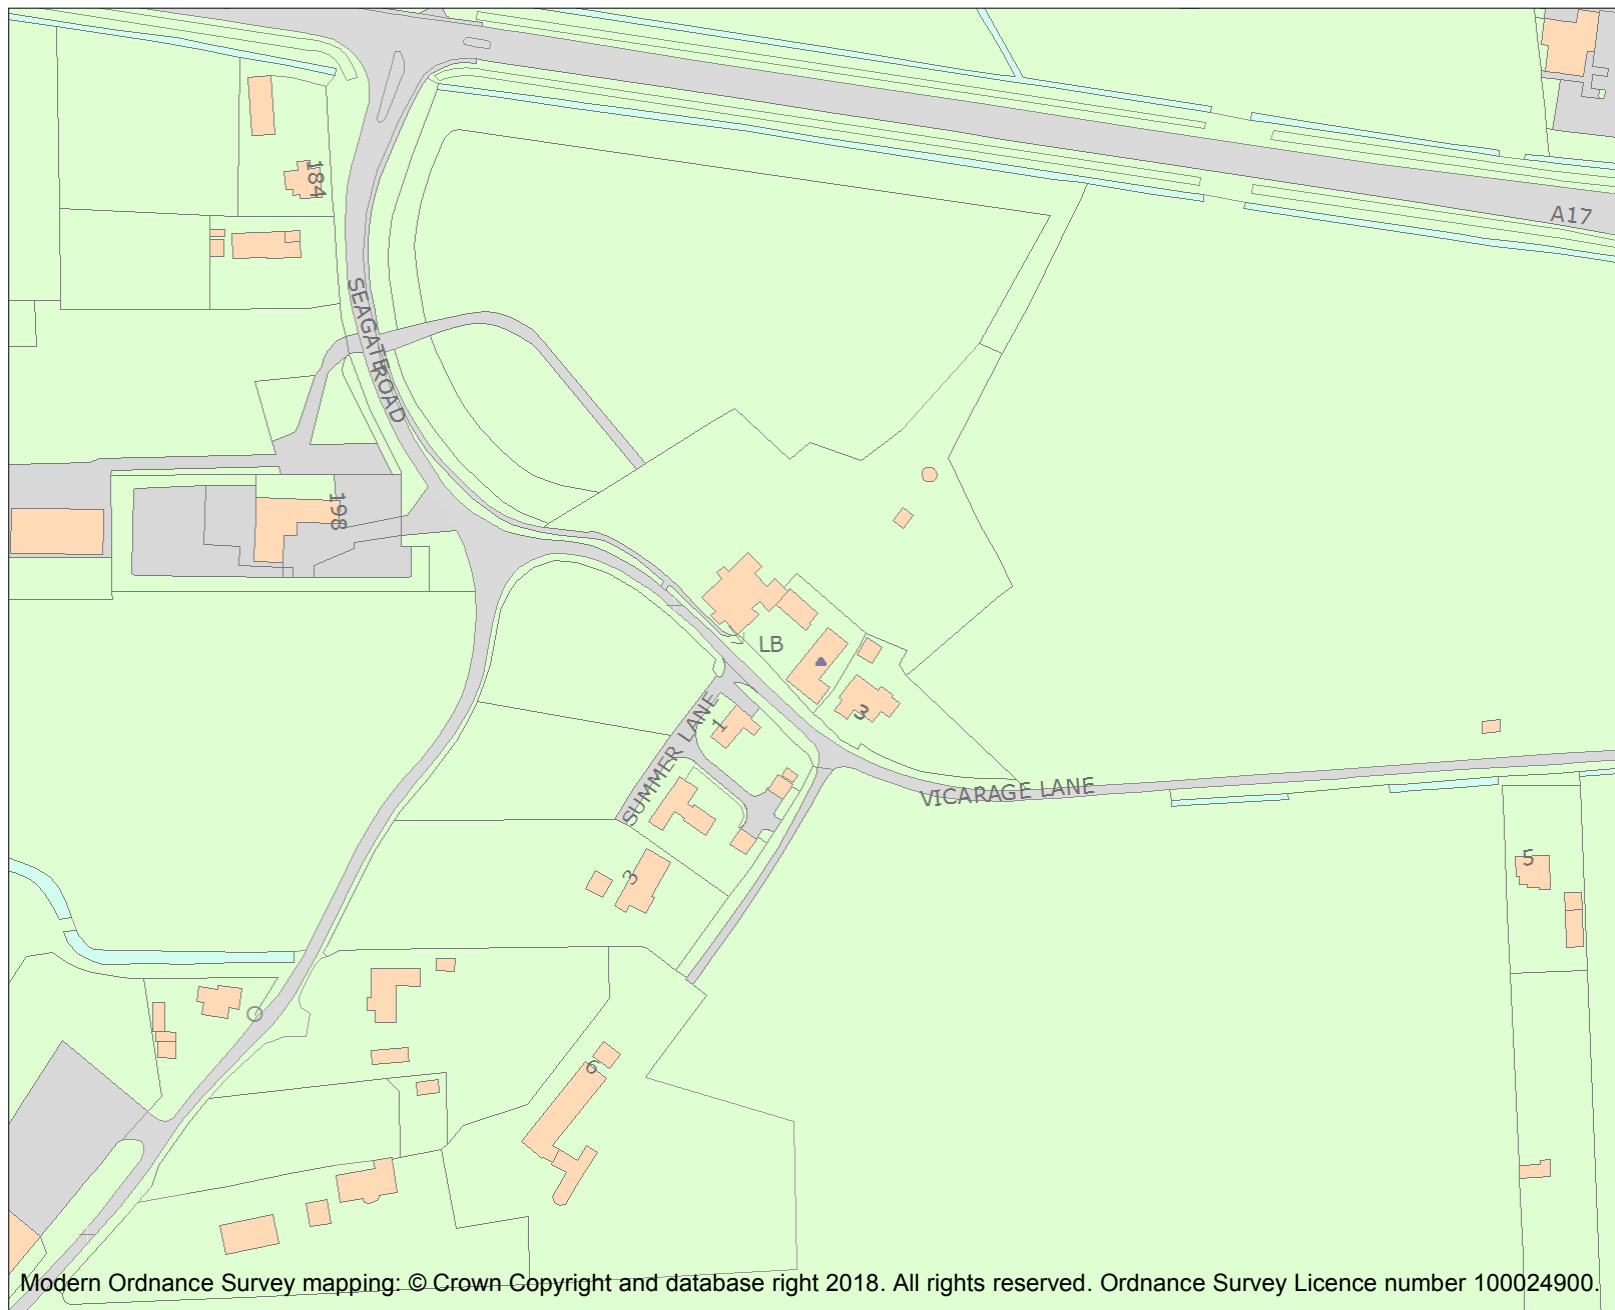 184
A17
SEAGATE ROAD
198
LB
SUMMER LANE
1
3
VICARAGE LANE
3
5
6
Modern Ordnance Survey mapping: © Crown Copyright and database right 2018. All rights reserved. Ordnance Survey Licence number 100024900.